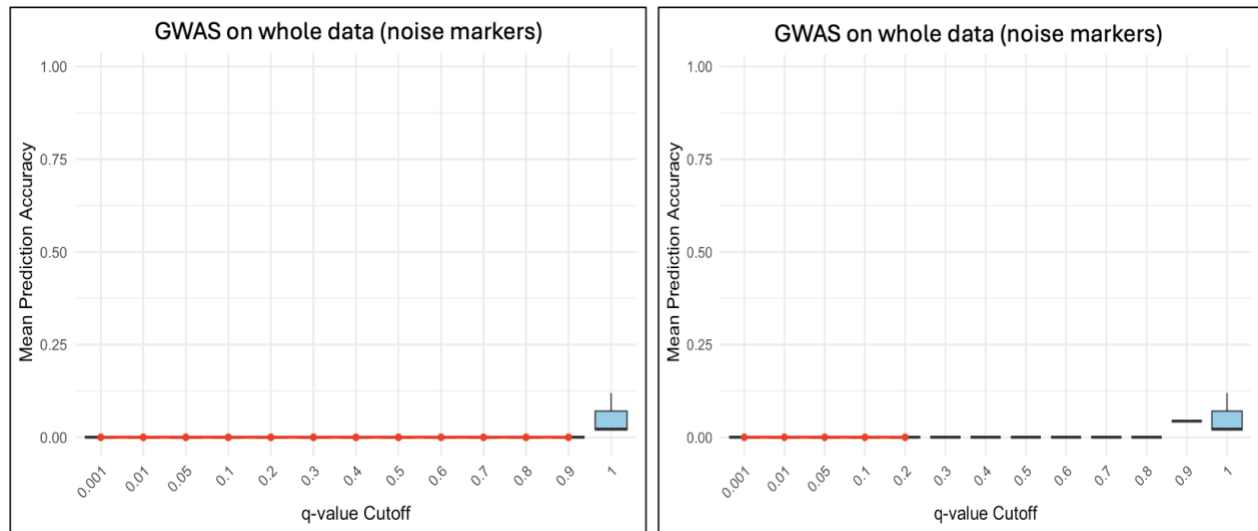 GWAS on whole data (noise markers)
Mean Prediction Accuracy
1.00
0.75
0.50
0.25
0.00
0.001 0.01 0.05 0.1 0.2 0.3 0.4 0.5 0.6 0.7 0.8 0.9 1
q-value Cutoff
GWAS on whole data (noise markers)
Mean Prediction Accuracy
1.00
0.75
0.50
0.25
0.00
0.001 0.01 0.05 0.1 0.2 0.3 0.4 0.5 0.6 0.7 0.8 0.9 1
q-value Cutoff